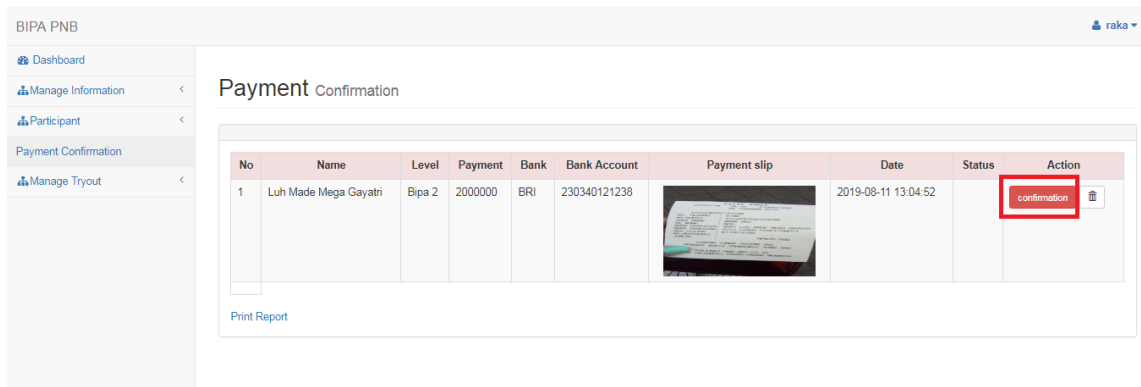 BIPA PNB
raka
Dashboard
Manage Information
Participant
Payment Confirmation
Manage Tryout
Payment Confirmation
No Name Level Payment Bank Bank Account Payment slip Date Status Action
1 Luh Made Mega Gayatri Bipa 2 2000000 BRI 230340121238 2019-08-11 13:04:52 confirmation
Print Report